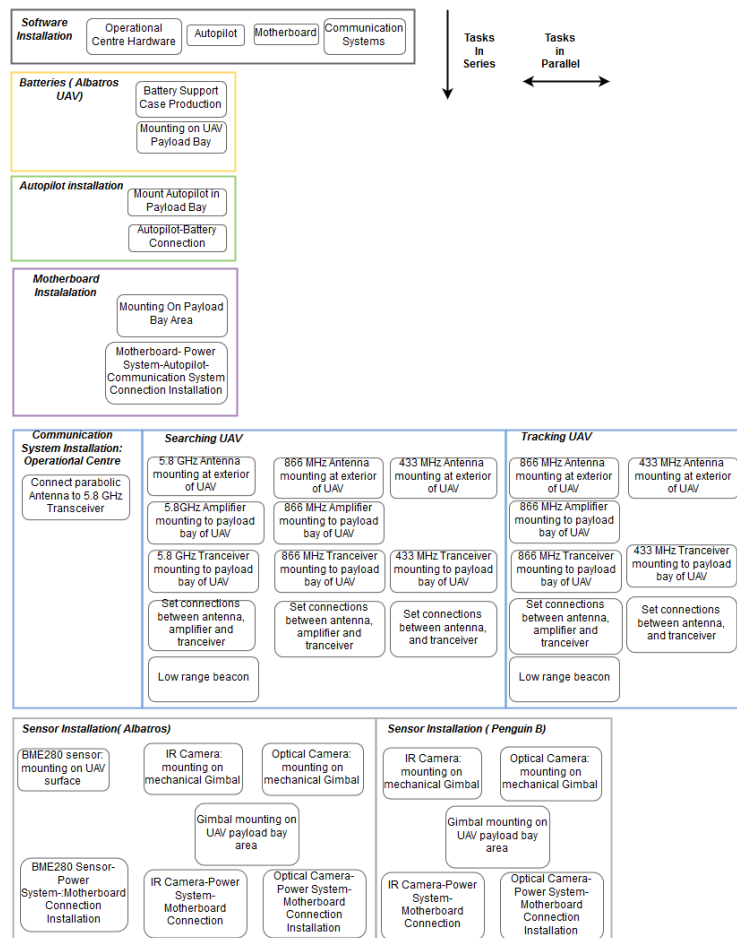 Software
Installation
Operational
Centre Hardware
Autopilot
Motherboard
Communication
Systems
Tasks
In
Series
Tasks
in
Parallel
Batteries ( Albatros
UAV)
Battery Support
Case Production
Mounting on UAV
Payload Bay
Autopilot installation
Mount Autopilot in
Payload Bay
Autopilot-Battery
Connection
Motherboard
Instalalation
Mounting On Payload
Bay Area
Motherboard- Power
System-Autopilot-
Communication System
Connection Installation
Communication
System Installation:
Operational Centre
Connect parabolic
Antenna to 5.8 GHz
Transceiver
Searching UAV
5.8 GHz Antenna
mounting at exterior
of UAV
866 MHz Antenna
mounting at exterior
of UAV
433 MHz Antenna
mounting at exterior
of UAV
5.8GHz Amplifier
mounting to payload
bay of UAV
866 MHz Amplifier
mounting to payload
bay of UAV
5.8 GHz Tranceiver
mounting to payload
bay of UAV
866 MHz Tranceiver
mounting to payload
bay of UAV
433 MHz Tranceiver
mounting to payload
bay of UAV
Set connections
between antenna,
amplifier and
tranceiver
Set connections
between antenna,
amplifier and
tranceiver
Set connections
between antenna,
and tranceiver
Low range beacon
Tracking UAV
866 MHz Antenna
mounting at exterior
of UAV
433 MHz Antenna
mounting at exterior
of UAV
866 MHz Amplifier
mounting to payload
bay of UAV
866 MHz Tranceiver
mounting to payload
bay of UAV
433 MHz Tranceiver
mounting to payload
bay of UAV
Set connections
between antenna,
amplifier and
tranceiver
Set connections
between antenna,
and tranceiver
Low range beacon
Sensor Installation( Albatros)
BME280 sensor:
mounting on UAV
surface
IR Camera:
mounting on
mechanical Gimbal
Optical Camera:
mounting on
mechanical Gimbal
Gimbal mounting on
UAV payload bay
area
BME280 Sensor-
Power
System-:Motherboard
Connection
Installation
IR Camera-Power
System-
Motherboard
Connection
Optical Camera-
Power System-
Motherboard
Connection
Installation
Sensor Installation ( Penguin B)
IR Camera:
mounting on
mechanical Gimbal
Optical Camera:
mounting on
mechanical Gimbal
Gimbal mounting on
UAV payload bay
area
IR Camera-Power
System-
Motherboard
Connection
Optical Camera-
Power System-
Motherboard
Connection
Installation